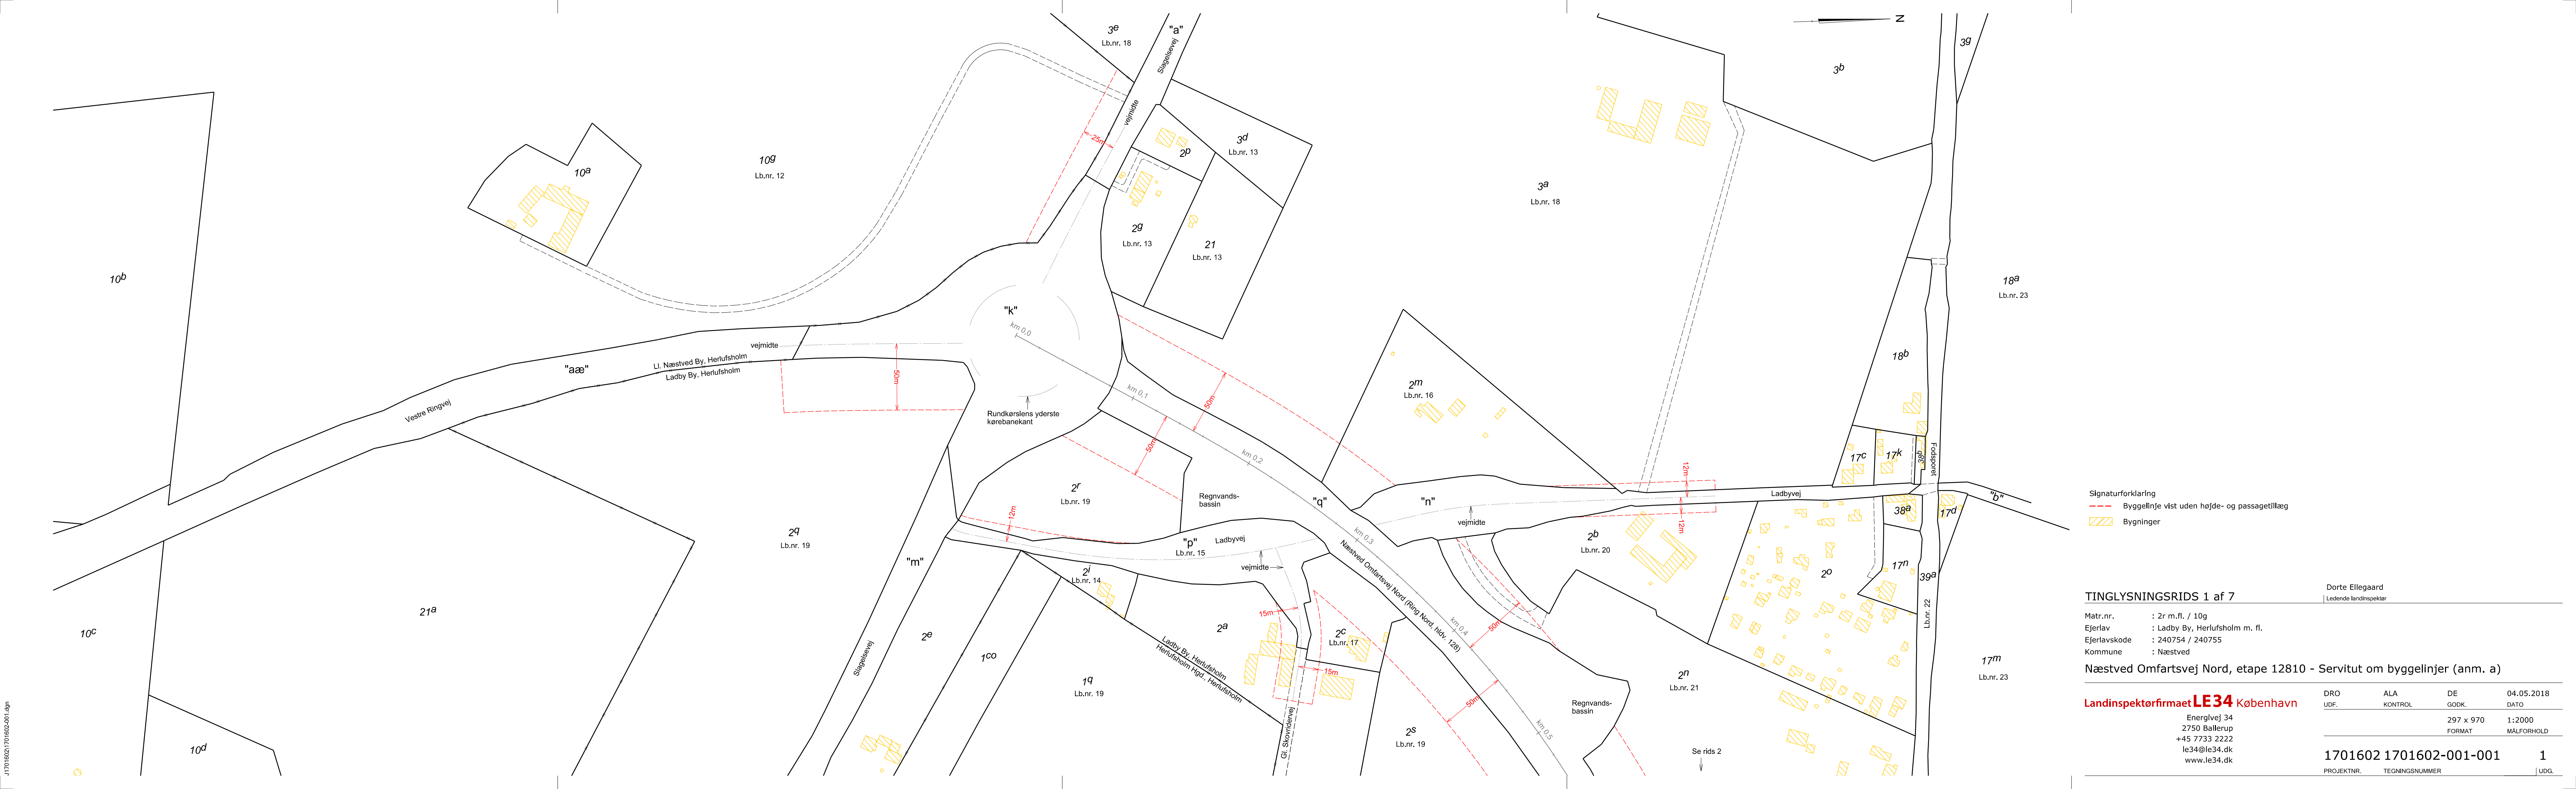 3e
Lb.nr. 18
"a"
Slagelsevej
vejmidte
25m
N
3g
3b
10a
10g
Lb.nr. 12
2p
3d
Lb.nr. 13
3a
Lb.nr. 18
2g
Lb.nr. 13
21
Lb.nr. 13
10b
18a
Lb.nr. 23
"k"
km 0,0
vejmidte
Ll. Næstved By, Herlufsholm
Ladby By, Herlufsholm
"aæ"
Vestre Ringvej
50m
Rundkørslens yderste
kørebanekant
km 0,1
50m
50m
km 0,2
2m
Lb.nr. 16
18b
17c
17k
38b
Fodsporet
2r
Lb.nr. 19
Regnvands-
bassin
"q"
"n"
vejmidte
12m
12m
Ladbyvej
"b"
38a
17d
2q
Lb.nr. 19
12m
"p"
Lb.nr. 15
Ladbyvej
vejmidte
km 0,3
2b
Lb.nr. 20
"m"
2i
Lb.nr. 14
2o
17n
39a
Lb.nr. 22
21a
10c
2e
1co
Slagelsevej
2a
Ladby By, Herlufsholm
Herlufsholm Hgd., Herlufsholm
15m
15m
2c
Lb.nr. 17
Næstved Omfartsvej Nord (Ring Nord, hldv. 128)
km 0,4
50m
50m
km 0,5
1q
Lb.nr. 19
Gl. Skovridervej
2s
Lb.nr. 19
Regnvands-
bassin
2n
Lb.nr. 21
Se rids 2
17m
Lb.nr. 23
10d
J:\1701602\1701602-001.dgn
Signaturforklaring
Byggelinje vist uden højde- og passagetillæg
Bygninger
TINGLYSNINGSRIDS 1 af 7
Dorte Ellegaard
Ledende landinspektør
Matr.nr. : 2r m.fl. / 10g
Ejerlav : Ladby By, Herlufsholm m. fl.
Ejerlavskode : 240754 / 240755
Kommune : Næstved
Næstved Omfartsvej Nord, etape 12810 - Servitut om byggelinjer (anm. a)
Landinspektørfirmaet LE34 København
Energivej 34
2750 Ballerup
+45 7733 2222
le34@le34.dk
www.le34.dk
DRO ALA DE 04.05.2018
UDF. KONTROL GODK. DATO
297 x 970 1:2000
FORMAT MÅLFORHOLD
1701602 1701602-001-001 1
PROJEKTNR. TEGNINGSNUMMER UDG.